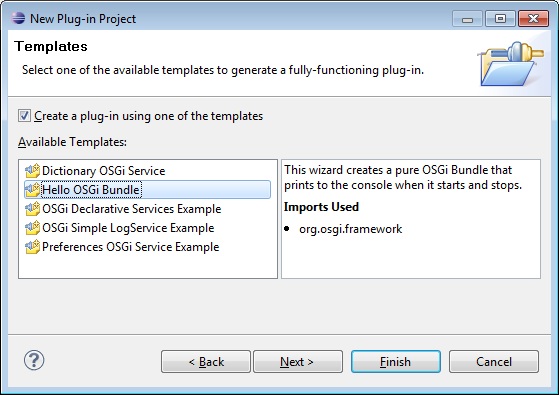 New Plug-in Project
Templates
Select one of the available templates to generate a fully-functioning plug-in.
Create a plug-in using one of the templates
Available Templates:
Dictionary OSGi Service
Hello OSGi Bundle
OSGi Declarative Services Example
OSGi Simple LogService Example
Preferences OSGi Service Example
This wizard creates a pure OSGi Bundle that
prints to the console when it starts and stops.
Imports Used
• org.osgi.framework
?
< Back
Next >
Finish
Cancel